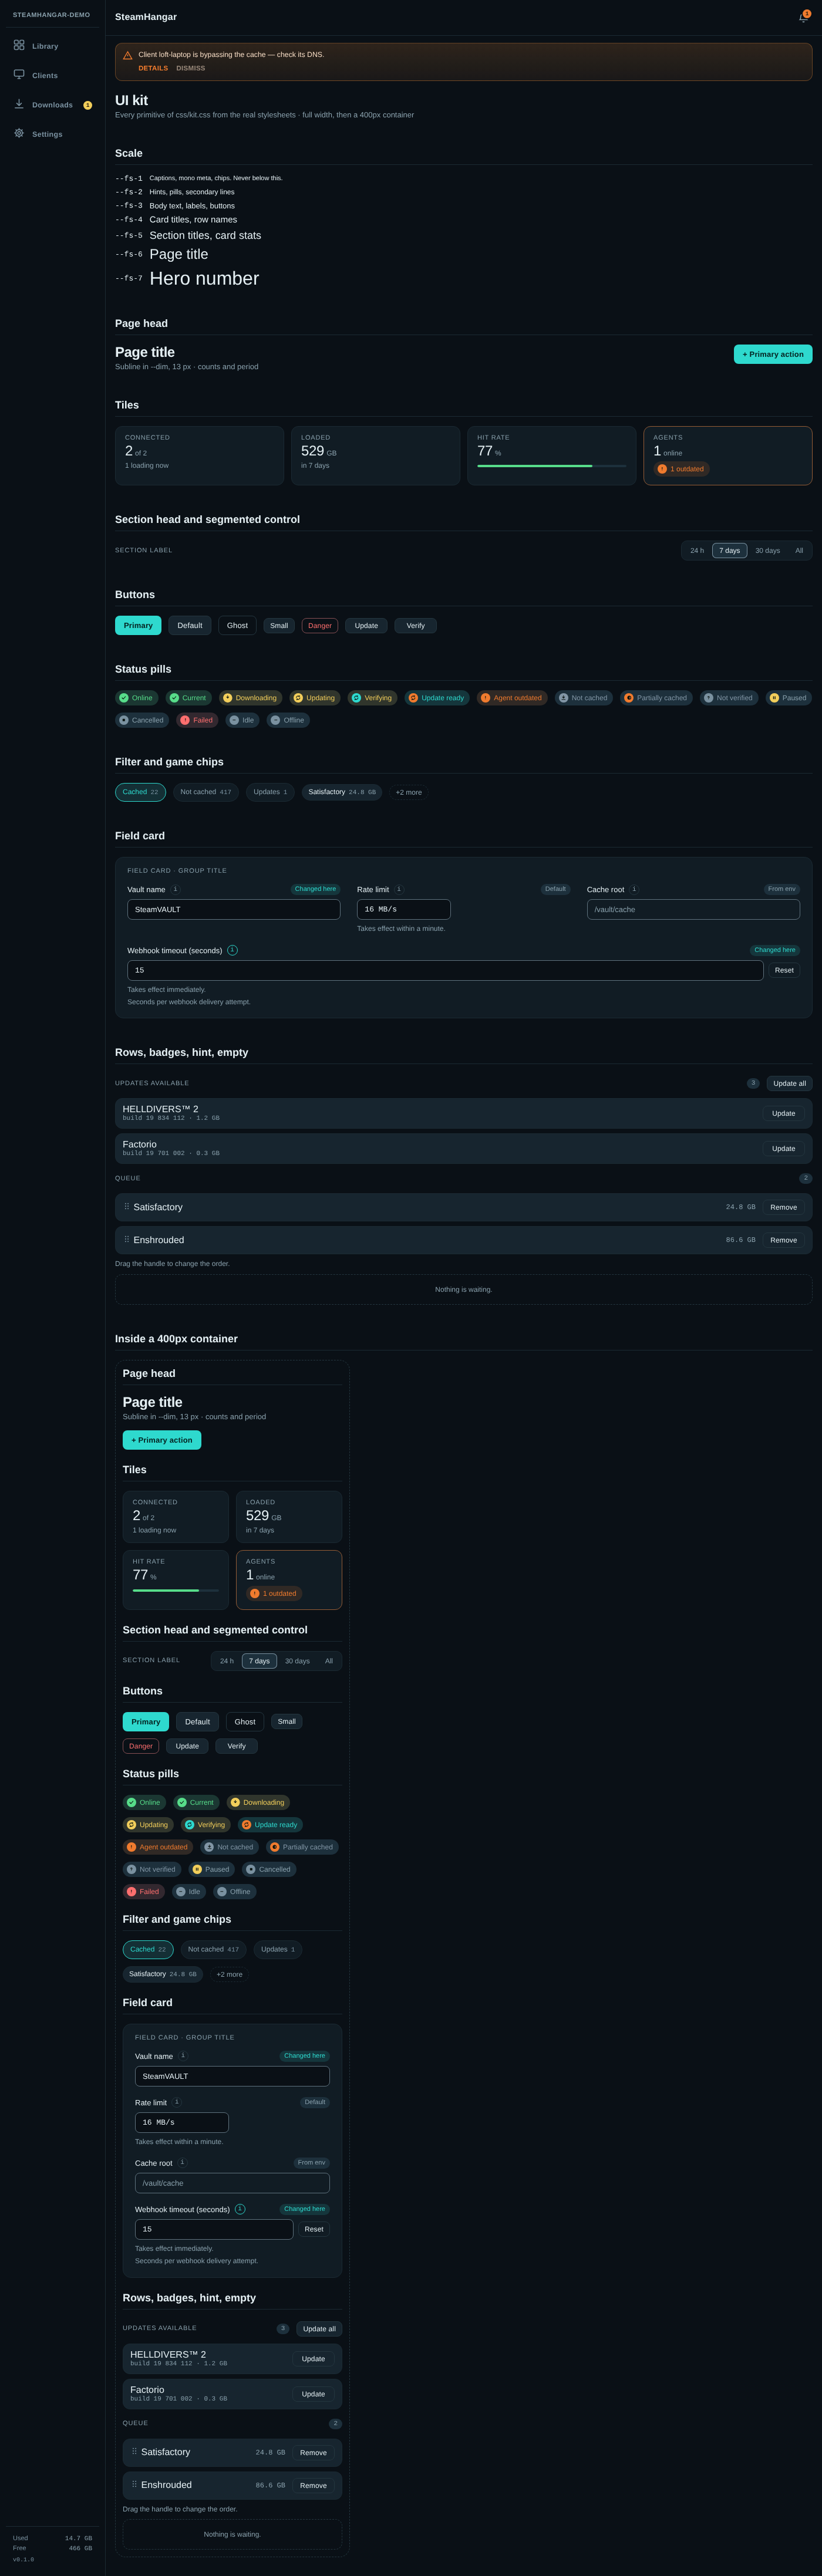 STEAMHANGAR-DEMO
Library
Clients
Downloads 1
Settings
SteamHangar
1
Client loft-laptop is bypassing the cache — check its DNS.
DETAILS DISMISS
UI kit
Every primitive of css/kit.css from the real stylesheets · full width, then a 400px container
Scale
--fs-1 Captions, mono meta, chips. Never below this.
--fs-2 Hints, pills, secondary lines
--fs-3 Body text, labels, buttons
--fs-4 Card titles, row names
--fs-5 Section titles, card stats
--fs-6 Page title
--fs-7 Hero number
Page head
Page title
Subline in --dim, 13 px · counts and period
+ Primary action
Tiles
CONNECTED
2 of 2
1 loading now
LOADED
529 GB
in 7 days
HIT RATE
77 %
AGENTS
1 online
! 1 outdated
Section head and segmented control
SECTION LABEL
24 h 7 days 30 days All
Buttons
Primary Default Ghost Small Danger Update Verify
Status pills
Online Current Downloading Updating Verifying Update ready Agent outdated Not cached Partially cached Not verified Paused
Cancelled Failed Idle Offline
Filter and game chips
Cached 22 Not cached 417 Updates 1 Satisfactory 24.8 GB +2 more
Field card
FIELD CARD · GROUP TITLE
Vault name i Changed here
SteamVAULT
Rate limit i Default
16 MB/s
Takes effect within a minute.
Cache root i From env
/vault/cache
Webhook timeout (seconds) i Changed here
15 Reset
Takes effect immediately.
Seconds per webhook delivery attempt.
Rows, badges, hint, empty
UPDATES AVAILABLE 3 Update all
HELLDIVERS™ 2
build 19 834 112 · 1.2 GB
Update
Factorio
build 19 701 002 · 0.3 GB
Update
QUEUE 2
Satisfactory 24.8 GB Remove
Enshrouded 86.6 GB Remove
Drag the handle to change the order.
Nothing is waiting.
Inside a 400px container
Page head
Page title
Subline in --dim, 13 px · counts and period
+ Primary action
Tiles
CONNECTED
2 of 2
1 loading now
LOADED
529 GB
in 7 days
HIT RATE
77 %
AGENTS
1 online
! 1 outdated
Section head and segmented control
SECTION LABEL
24 h 7 days 30 days All
Buttons
Primary Default Ghost Small
Danger Update Verify
Status pills
Online Current Downloading
Updating Verifying Update ready
Agent outdated Not cached Partially cached
Not verified Paused Cancelled
Failed Idle Offline
Filter and game chips
Cached 22 Not cached 417 Updates 1
Satisfactory 24.8 GB +2 more
Field card
FIELD CARD · GROUP TITLE
Vault name i Changed here
SteamVAULT
Rate limit i Default
16 MB/s
Takes effect within a minute.
Cache root i From env
/vault/cache
Webhook timeout (seconds) i Changed here
15 Reset
Takes effect immediately.
Seconds per webhook delivery attempt.
Rows, badges, hint, empty
UPDATES AVAILABLE 3 Update all
HELLDIVERS™ 2
build 19 834 112 · 1.2 GB
Update
Factorio
build 19 701 002 · 0.3 GB
Update
QUEUE 2
Satisfactory 24.8 GB Remove
Enshrouded 86.6 GB Remove
Drag the handle to change the order.
Nothing is waiting.
Used 14.7 GB
Free 466 GB
v0.1.0